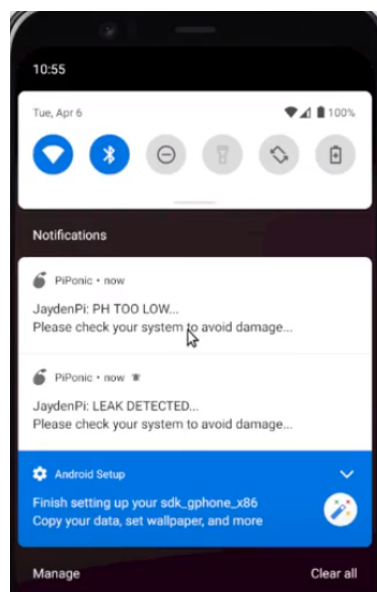 10:55
Tue, Apr 6 100%
Notifications
PiPonic • now
JaydenPi: PH TOO LOW...
Please check your system to avoid damage...
PiPonic • now
JaydenPi: LEAK DETECTED...
Please check your system to avoid damage...
Android Setup
Finish setting up your sdk_gphone_x86
Copy your data, set wallpaper, and more
Manage Clear all